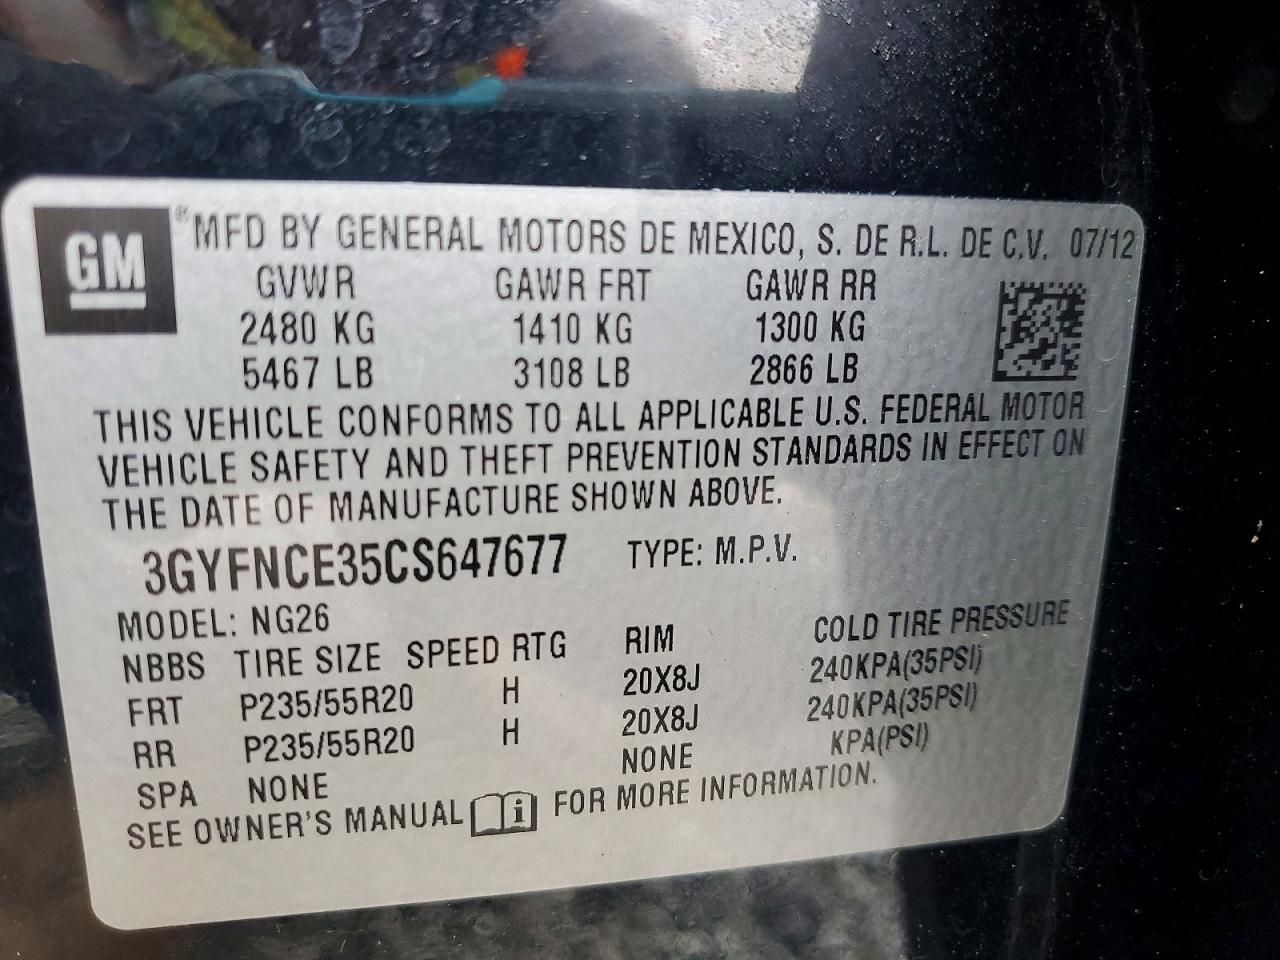 GM ® MFD BY GENERAL MOTORS DE MEXICO, S. DE R.L. DE C.V. 07/12
GVWR GAWR FRT GAWR RR
2480 KG 1410 KG 1300 KG
5467 LB 3108 LB 2866 LB
THIS VEHICLE CONFORMS TO ALL APPLICABLE U.S. FEDERAL MOTOR
VEHICLE SAFETY AND THEFT PREVENTION STANDARDS IN EFFECT ON
THE DATE OF MANUFACTURE SHOWN ABOVE.
3GYFNCE35CS647677 TYPE: M.P.V.
MODEL: NG26
NBBS TIRE SIZE SPEED RTG RIM COLD TIRE PRESSURE
FRT P235/55R20 H 20X8J 240KPA(35PSI)
RR P235/55R20 H 20X8J 240KPA(35PSI)
SPA NONE NONE KPA(PSI)
SEE OWNER'S MANUAL i FOR MORE INFORMATION.